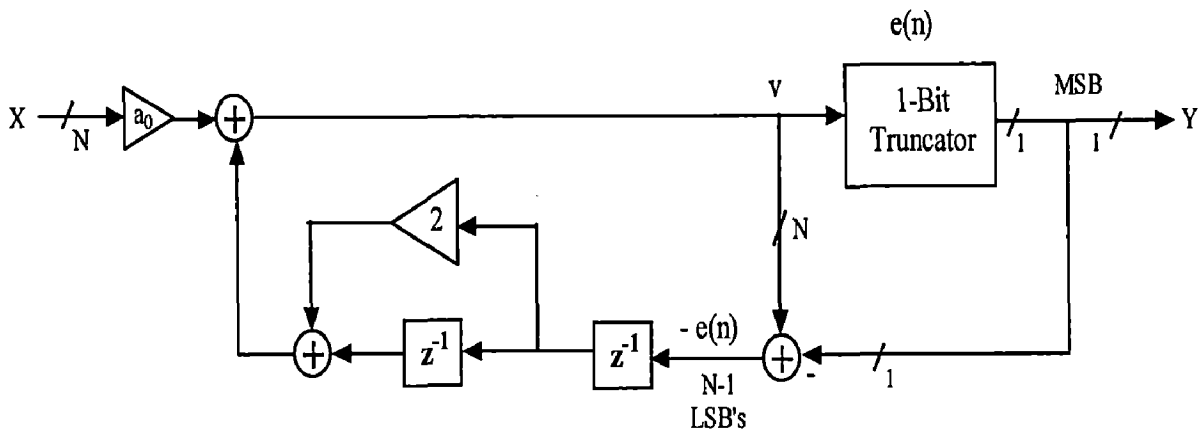 e(n)
X
N
a₀
+
v
1-Bit
Truncator
1
MSB
1
Y
2
N
+
z⁻¹
z⁻¹
- e(n)
N-1
LSB's
+
-
1